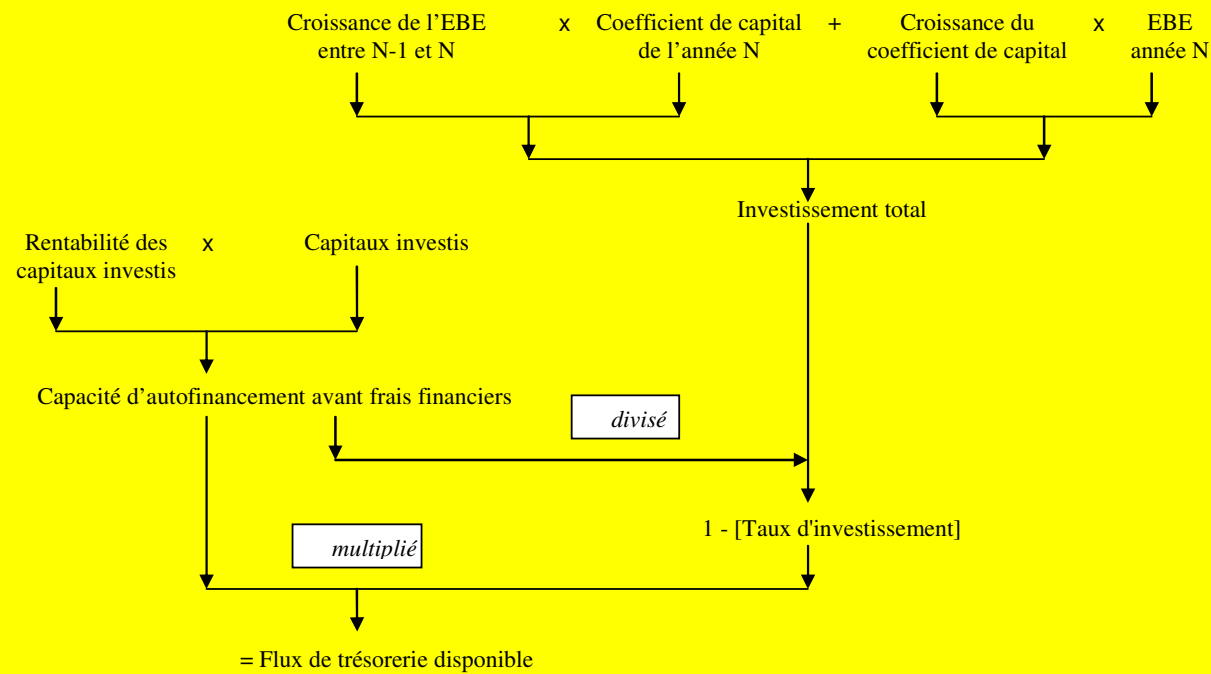 Croissance de l'EBE x Coefficient de capital + Croissance du x EBE
entre N-1 et N de l'année N coefficient de capital année N
Investissement total
Rentabilité des x Capitaux investis
capitaux investis
Capacité d'autofinancement avant frais financiers
divisé
1 - [Taux d'investissement]
multiplié
= Flux de trésorerie disponible